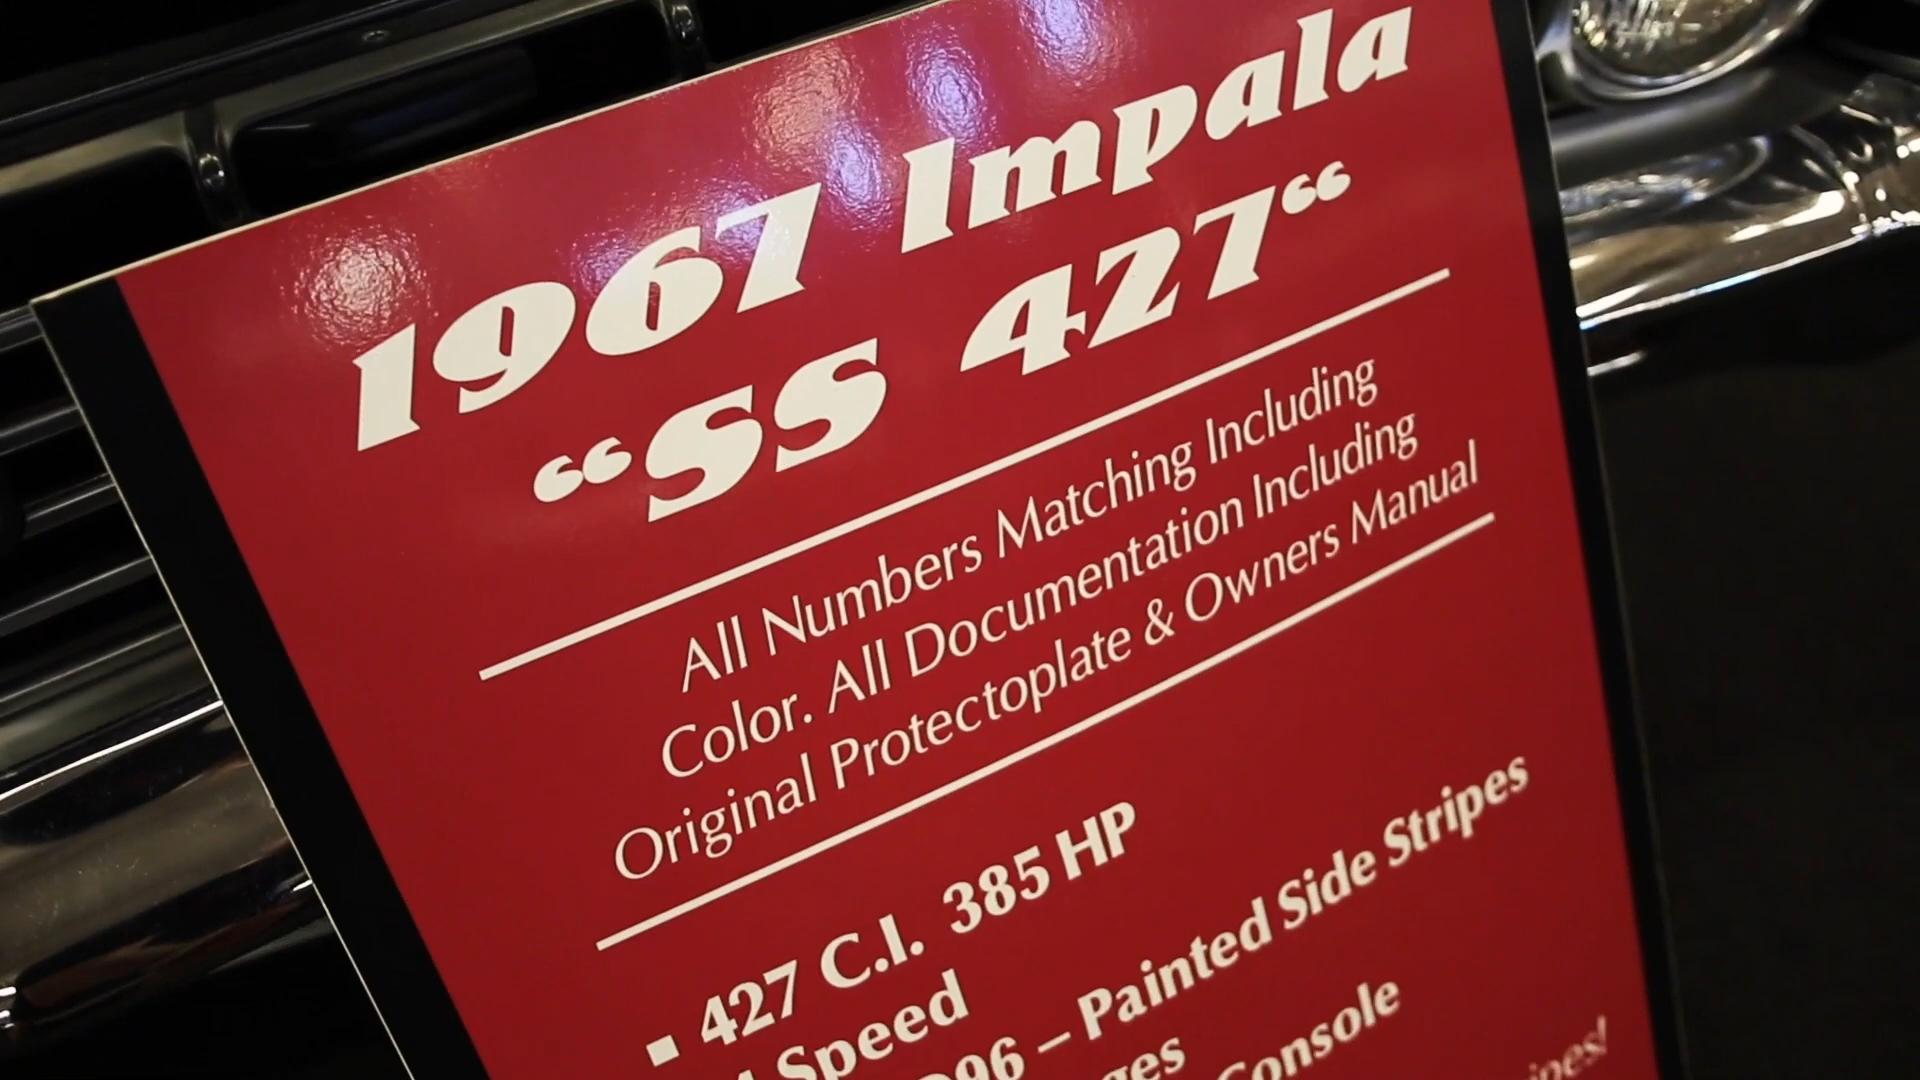 1967 Impala
“SS 427“
All Numbers Matching Including
Color. All Documentation Including
Original Protectoplate & Owners Manual
▪ 427 C.I. 385 HP
Speed
96 – Painted Side Stripes
Console